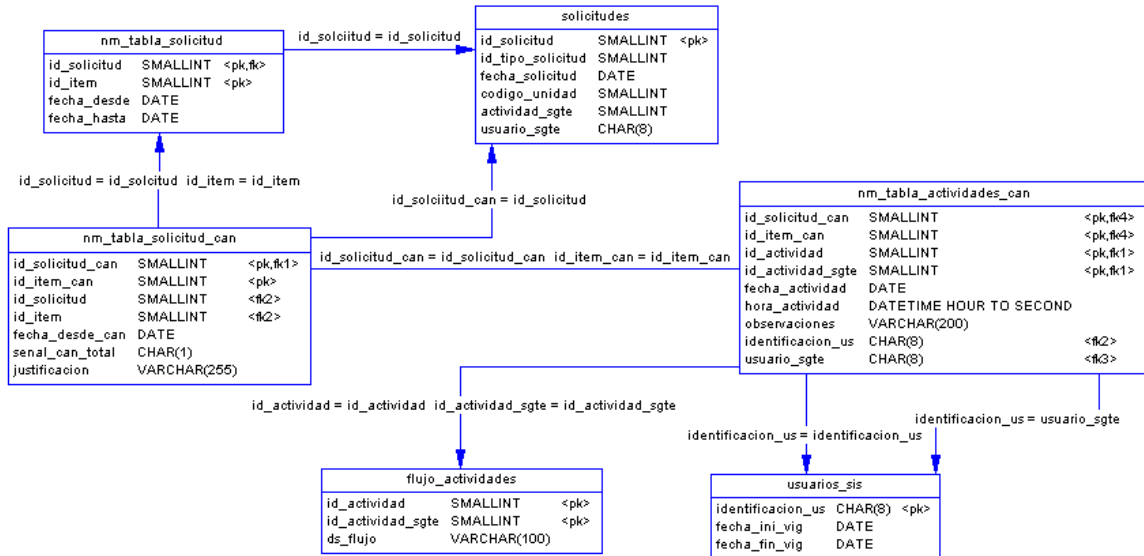 solicitudes
id_solicitud SMALLINT <pk>
id_tipo_solicitud SMALLINT
fecha_solicitud DATE
codigo_unidad SMALLINT
actividad_sgte SMALLINT
usuario_sgte CHAR(8)
nm_tabla_solicitud
id_solicitud SMALLINT <pk,fk>
id_item SMALLINT <pk>
fecha_desde DATE
fecha_hasta DATE
id_solciitud = id_solicitud
id_solicitud = id_solcitud id_item = id_item
id_solciitud_can = id_solicitud
nm_tabla_solicitud_can
id_solicitud_can SMALLINT <pk,fk1>
id_item_can SMALLINT <pk>
id_solicitud SMALLINT <fk2>
id_item SMALLINT <fk2>
fecha_desde_can DATE
senal_can_total CHAR(1)
justificacion VARCHAR(255)
id_solicitud_can = id_solicitud_can id_item_can = id_item_can
nm_tabla_actividades_can
id_solicitud_can SMALLINT <pk,fk4>
id_item_can SMALLINT <pk,fk4>
id_actividad SMALLINT <pk,fk1>
id_actividad_sgte SMALLINT <pk,fk1>
fecha_actividad DATE
hora_actividad DATETIME HOUR TO SECOND
observaciones VARCHAR(200)
identificacion_us CHAR(8) <fk2>
usuario_sgte CHAR(8) <fk3>
id_actividad = id_actividad id_actividad_sgte = id_actividad_sgte
identificacion_us = usuario_sgte
identificacion_us = identificacion_us
flujo_actividades
id_actividad SMALLINT <pk>
id_actividad_sgte SMALLINT <pk>
ds_flujo VARCHAR(100)
usuarios_sis
identificacion_us CHAR(8) <pk>
fecha_ini_vig DATE
fecha_fin_vig DATE